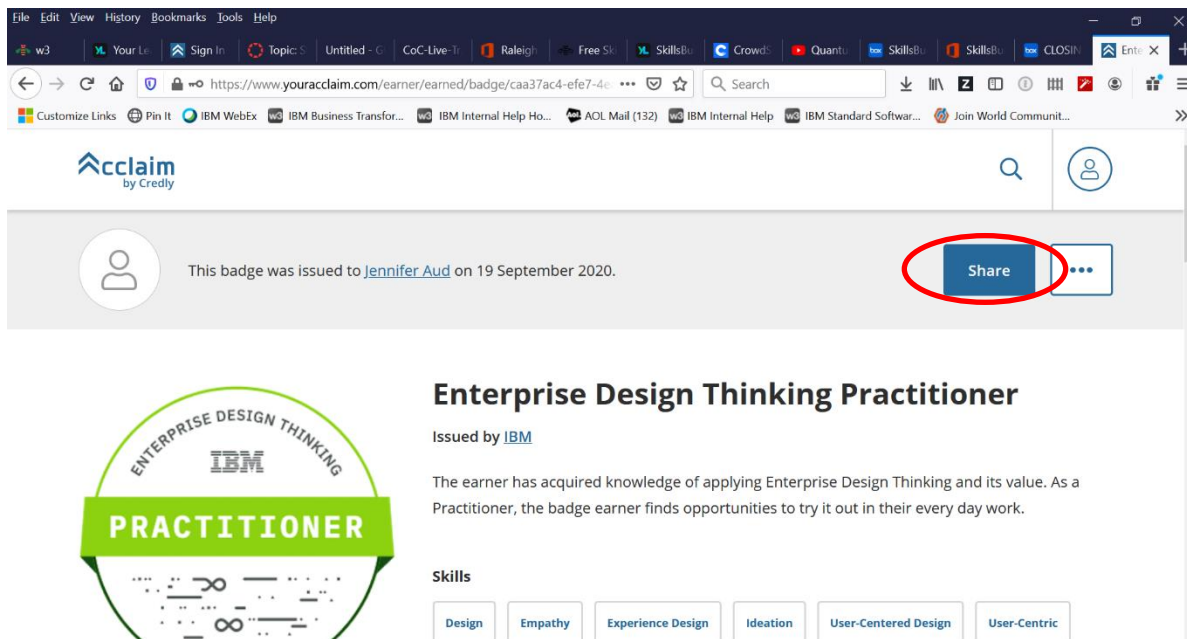 File Edit View History Bookmarks Tools Help
w3 Your Le Sign In Topic: S Untitled - G CoC-Live-Tr Raleigh Free Ski SkillsBu CrowdS Quantu SkillsBu SkillsBu CLOSIN Ente
https://www.youracclaim.com/earner/earned/badge/caa37ac4-efe7-4e Search
Customize Links Pin It IBM WebEx IBM Business Transfor... IBM Internal Help Ho... AOL Mail (132) IBM Internal Help IBM Standard Softwar... Join World Communit...
Acclaim
by Credly
This badge was issued to Jennifer Aud on 19 September 2020.
Share
Enterprise Design Thinking Practitioner
Issued by IBM
The earner has acquired knowledge of applying Enterprise Design Thinking and its value. As a
Practitioner, the badge earner finds opportunities to try it out in their every day work.
ENTERPRISE DESIGN THINKING
IBM
PRACTITIONER
Skills
Design Empathy Experience Design Ideation User-Centered Design User-Centric